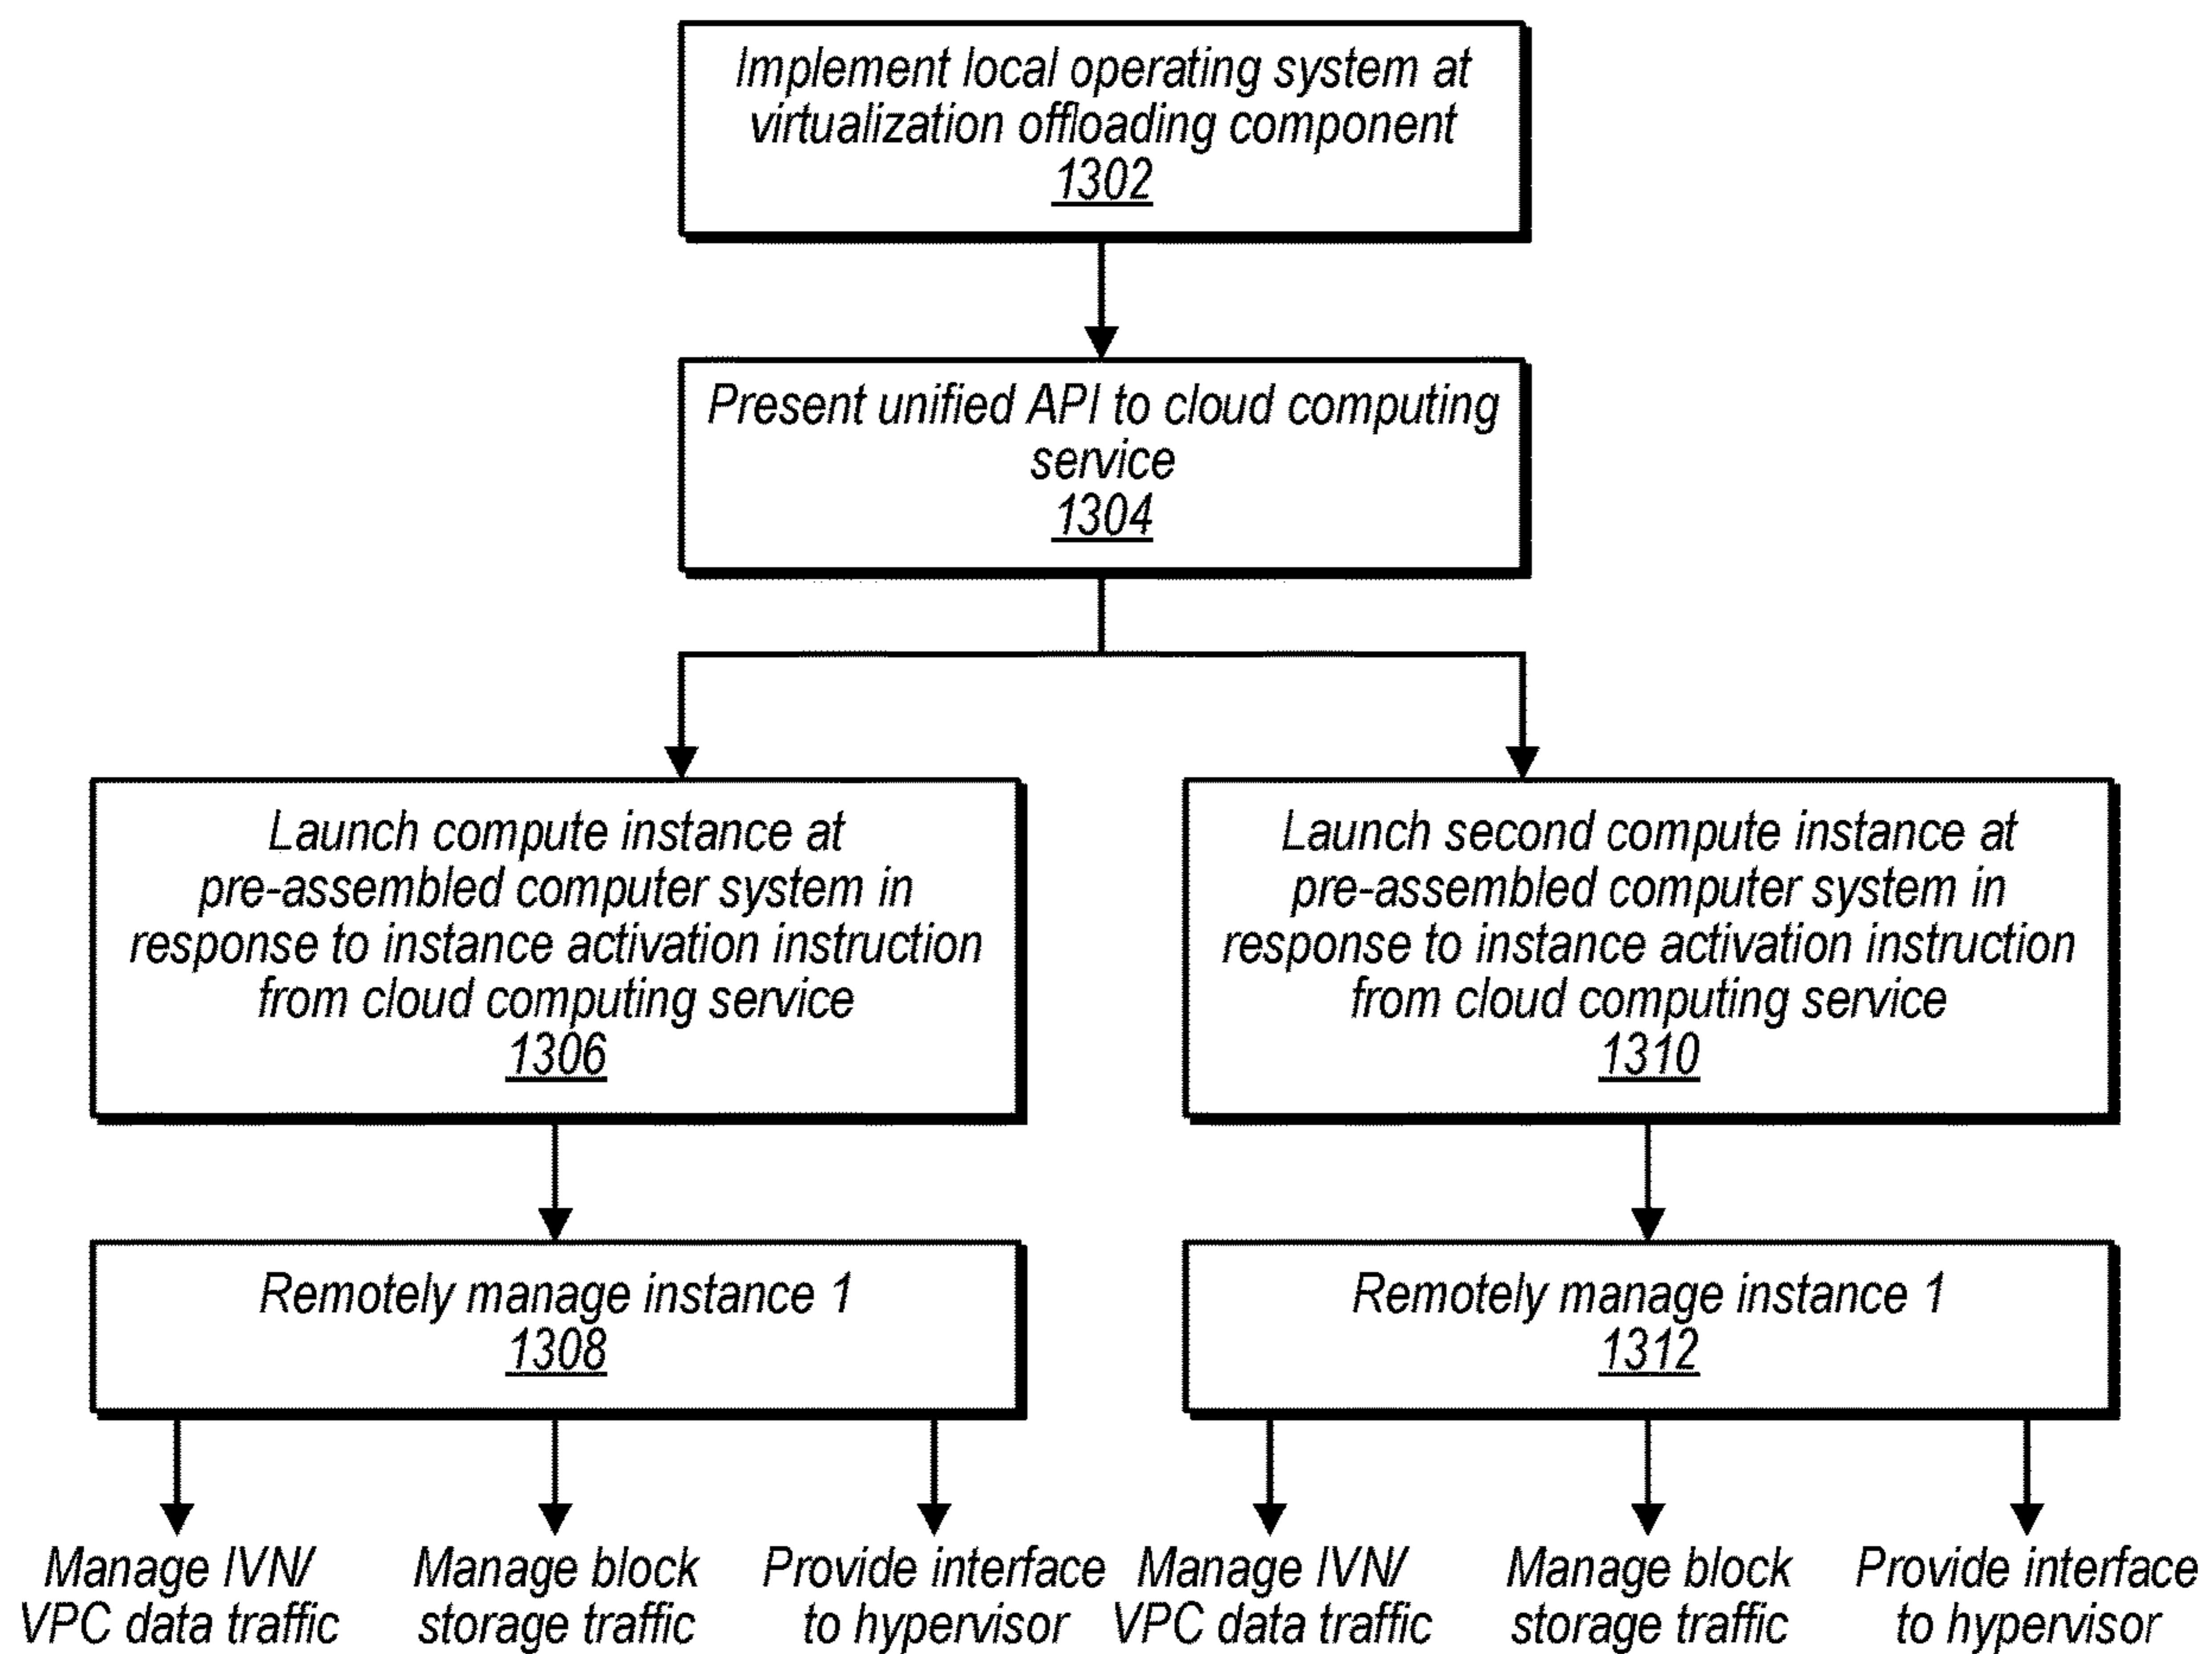 Implement local operating system at
virtualization offloading component
1302
Present unified API to cloud computing
service
1304
Launch compute instance at
pre-assembled computer system in
response to instance activation instruction
from cloud computing service
1306
Launch second compute instance at
pre-assembled computer system in
response to instance activation instruction
from cloud computing service
1310
Remotely manage instance 1
1308
Remotely manage instance 1
1312
Manage IVN/
VPC data traffic
Manage block
storage traffic
Provide interface
to hypervisor
Manage IVN/
VPC data traffic
Manage block
storage traffic
Provide interface
to hypervisor